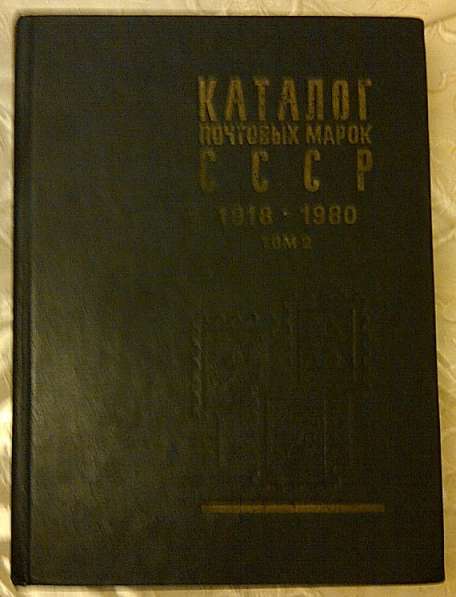 КАТАЛОГ
ПОЧТОВЫХ МАРОК
СССР
1918 • 1980
ТОМ 2